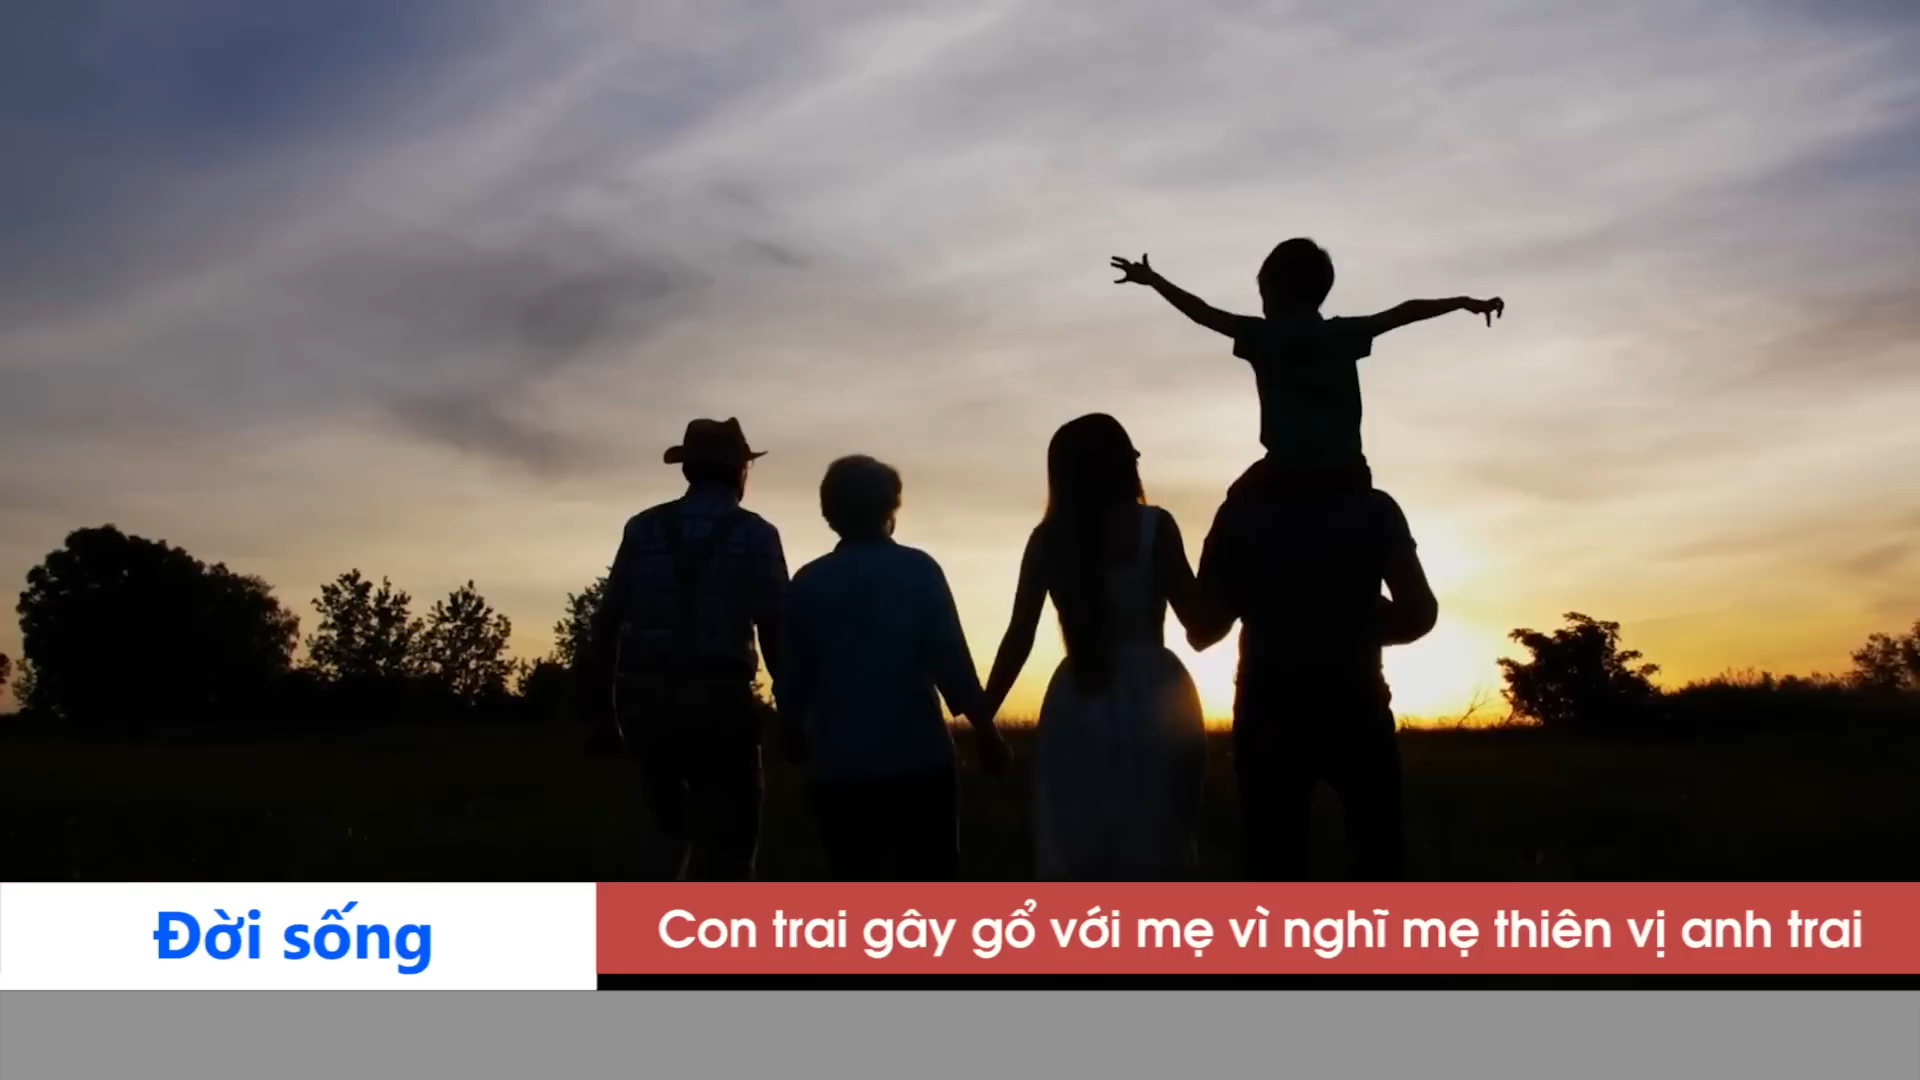 Đời sống
Con trai gây gổ với mẹ vì nghĩ mẹ thiên vị anh trai